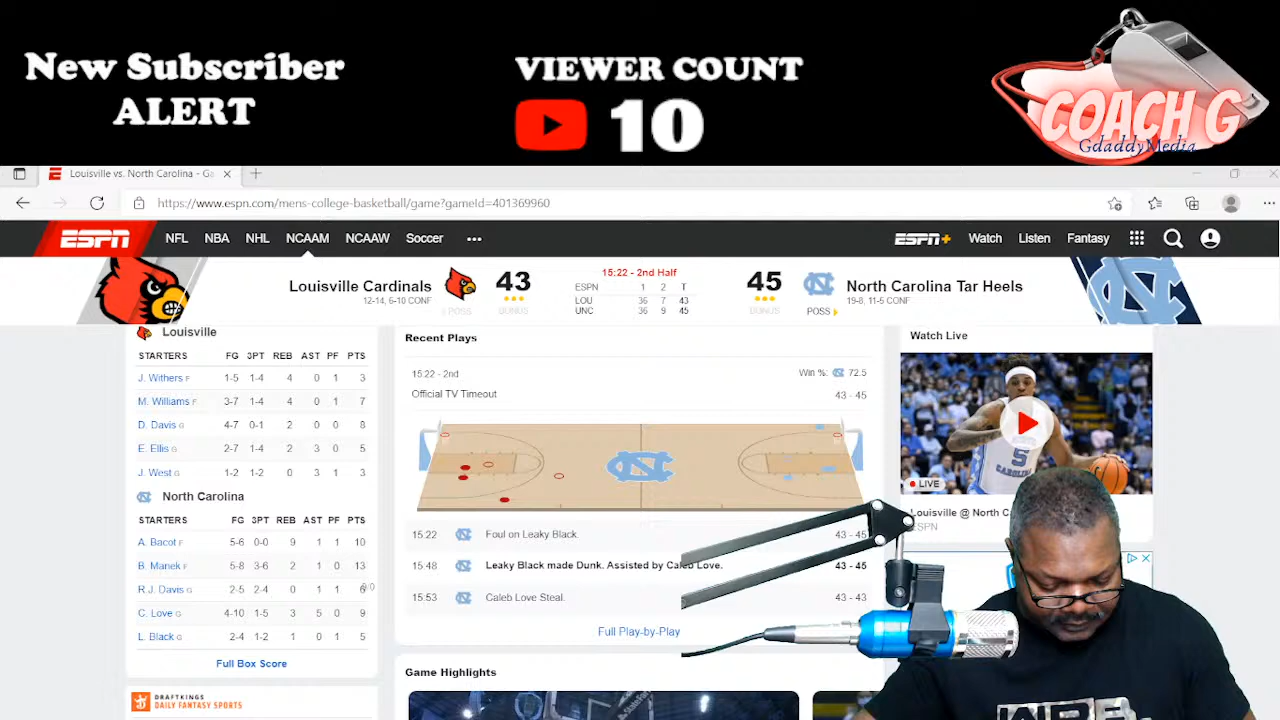 New Subscriber
ALERT
VIEWER COUNT
10
COACH G
GdaddyMedia
Louisville vs. North Carolina - Ga
https://www.espn.com/mens-college-basketball/game?gameId=401369960
ESPN NFL NBA NHL NCAAM NCAAW Soccer ... ESPN+ Watch Listen Fantasy
Louisville Cardinals 43 15:22 - 2nd Half 45 North Carolina Tar Heels
12-14, 6-10 CONF 19-8, 11-5 CONF
POSS BONUS BONUS POSS
ESPN 1 2 T
LOU 36 7 43
UNC 36 9 45
Louisville
STARTERS FG 3PT REB AST PF PTS
J. Withers F 1-5 1-4 4 0 1 3
M. Williams F 3-7 1-4 4 0 1 7
D. Davis G 4-7 0-1 2 0 0 8
E. Ellis G 2-7 1-4 2 3 0 5
J. West G 1-2 1-2 0 3 1 3
North Carolina
STARTERS FG 3PT REB AST PF PTS
A. Bacot F 5-6 0-0 9 1 1 10
B. Manek F 5-8 3-6 2 1 0 13
R.J. Davis G 2-5 2-4 0 1 1 6
0/0
C. Love G 4-10 1-5 3 5 0 9
L. Black G 2-4 1-2 1 0 1 5
Full Box Score
DRAFTKINGS
DAILY FANTASY SPORTS
Recent Plays
15:22 - 2nd Win %: 72.5
Official TV Timeout 43 - 45
NC
15:22 Foul on Leaky Black. 43 - 45
15:48 Leaky Black made Dunk. Assisted by Caleb Love. 43 - 45
15:53 Caleb Love Steal. 43 - 43
Full Play-by-Play
Game Highlights
Watch Live
CAROLINA
5
LIVE
Louisville @ North C
ESPN